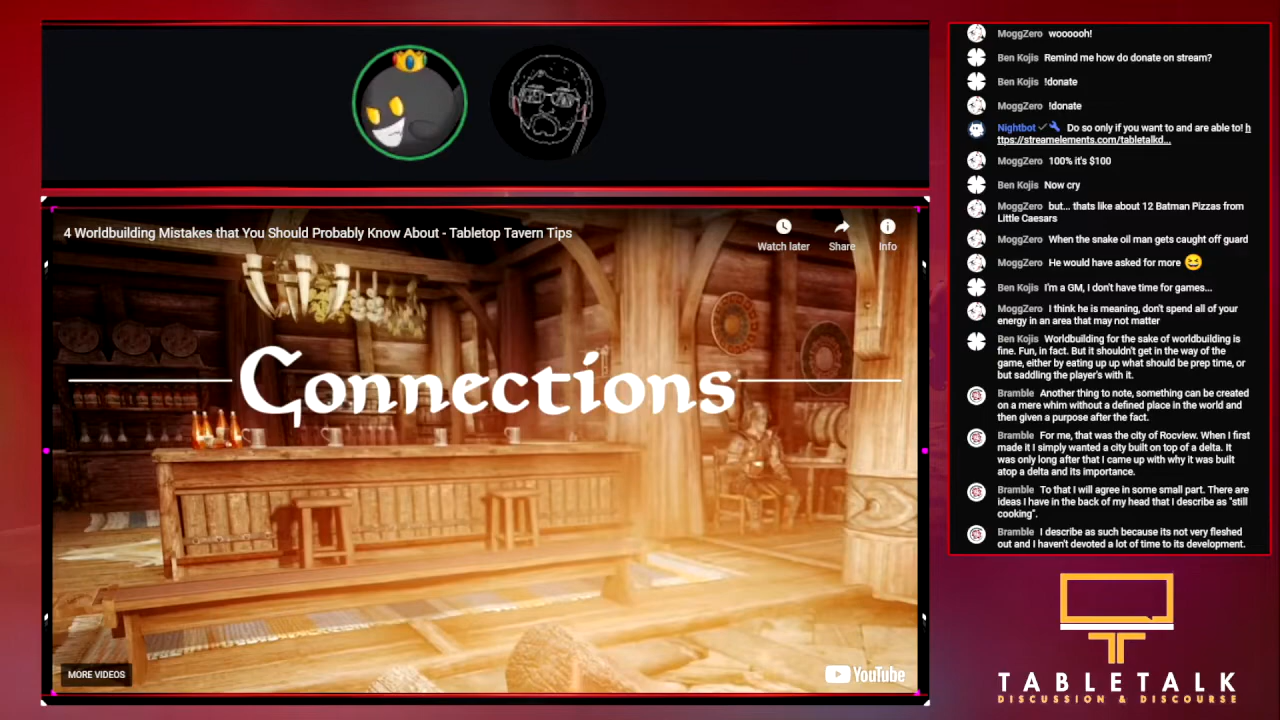 4 Worldbuilding Mistakes that You Should Probably Know About - Tabletop Tavern Tips
Watch later
Share
Info
Connections
MORE VIDEOS
YouTube
MoggZero woooooh!
Ben Kojis Remind me how do donate on stream?
Ben Kojis !donate
MoggZero !donate
Nightbot Do so only if you want to and are able to! h
ttps://streamelements.com/tabletalkd...
MoggZero 100% it's $100
Ben Kojis Now cry
MoggZero but... thats like about 12 Batman Pizzas from
Little Caesars
MoggZero When the snake oil man gets caught off guard
MoggZero He would have asked for more 😆
Ben Kojis I'm a GM, I don't have time for games...
MoggZero I think he is meaning, don't spend all of your
energy in an area that may not matter
Ben Kojis Worldbuilding for the sake of worldbuilding is
fine. Fun, in fact. But it shouldn't get in the way of the
game, either by eating up up what should be prep time, or
but saddling the player's with it.
Bramble Another thing to note, something can be created
on a mere whim without a defined place in the world and
then given a purpose after the fact.
Bramble For me, that was the city of Rocview. When I first
made it I simply wanted a city built on top of a delta. It
was only long after that I came up with why it was built
atop a delta and its importance.
Bramble To that I will agree in some small part. There are
ideas I have in the back of my head that I describe as "still
cooking".
Bramble I describe as such because its not very fleshed
out and I haven't devoted a lot of time to its development.
TABLETALK
DISCUSSION & DISCOURSE